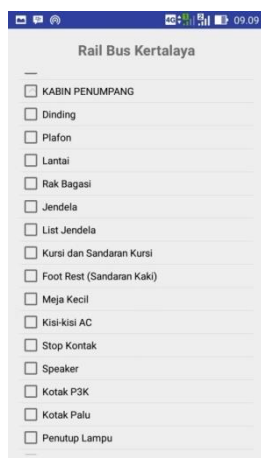 4G 09.09
Rail Bus Kertalaya
KABIN PENUMPANG
Dinding
Plafon
Lantai
Rak Bagasi
Jendela
List Jendela
Kursi dan Sandaran Kursi
Foot Rest (Sandaran Kaki)
Meja Kecil
Kisi-kisi AC
Stop Kontak
Speaker
Kotak P3K
Kotak Palu
Penutup Lampu